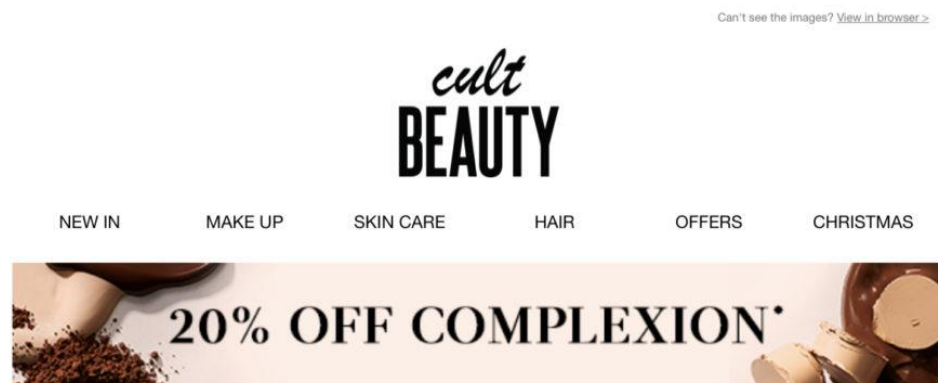 Can't see the images? View in browser >
cult
BEAUTY
NEW IN MAKE UP SKIN CARE HAIR OFFERS CHRISTMAS
20% OFF COMPLEXION*